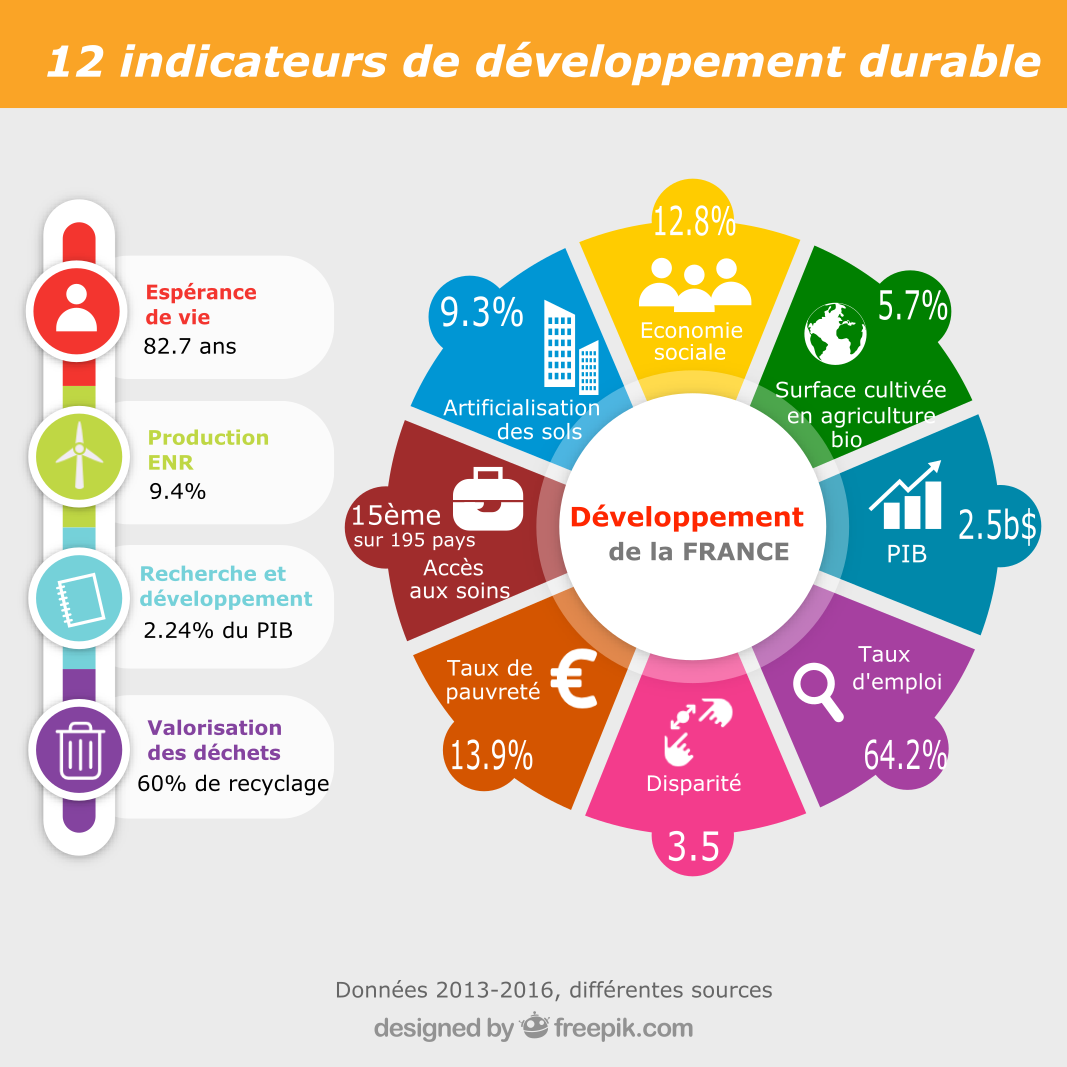 12 indicateurs de développement durable
Espérance
de vie
82.7 ans
Production
ENR
9.4%
Recherche et
développement
2.24% du PIB
Valorisation
des déchets
60% de recyclage
12.8%
Economie
sociale
5.7%
Surface cultivée
en agriculture
bio
2.5b$
PIB
Taux
d'emploi
64.2%
Disparité
3.5
Taux de
pauvreté
13.9%
15ème
sur 195 pays
Accès
aux soins
9.3%
Artificialisation
des sols
Développement
de la FRANCE
Données 2013-2016, différentes sources
designed by freepik.com